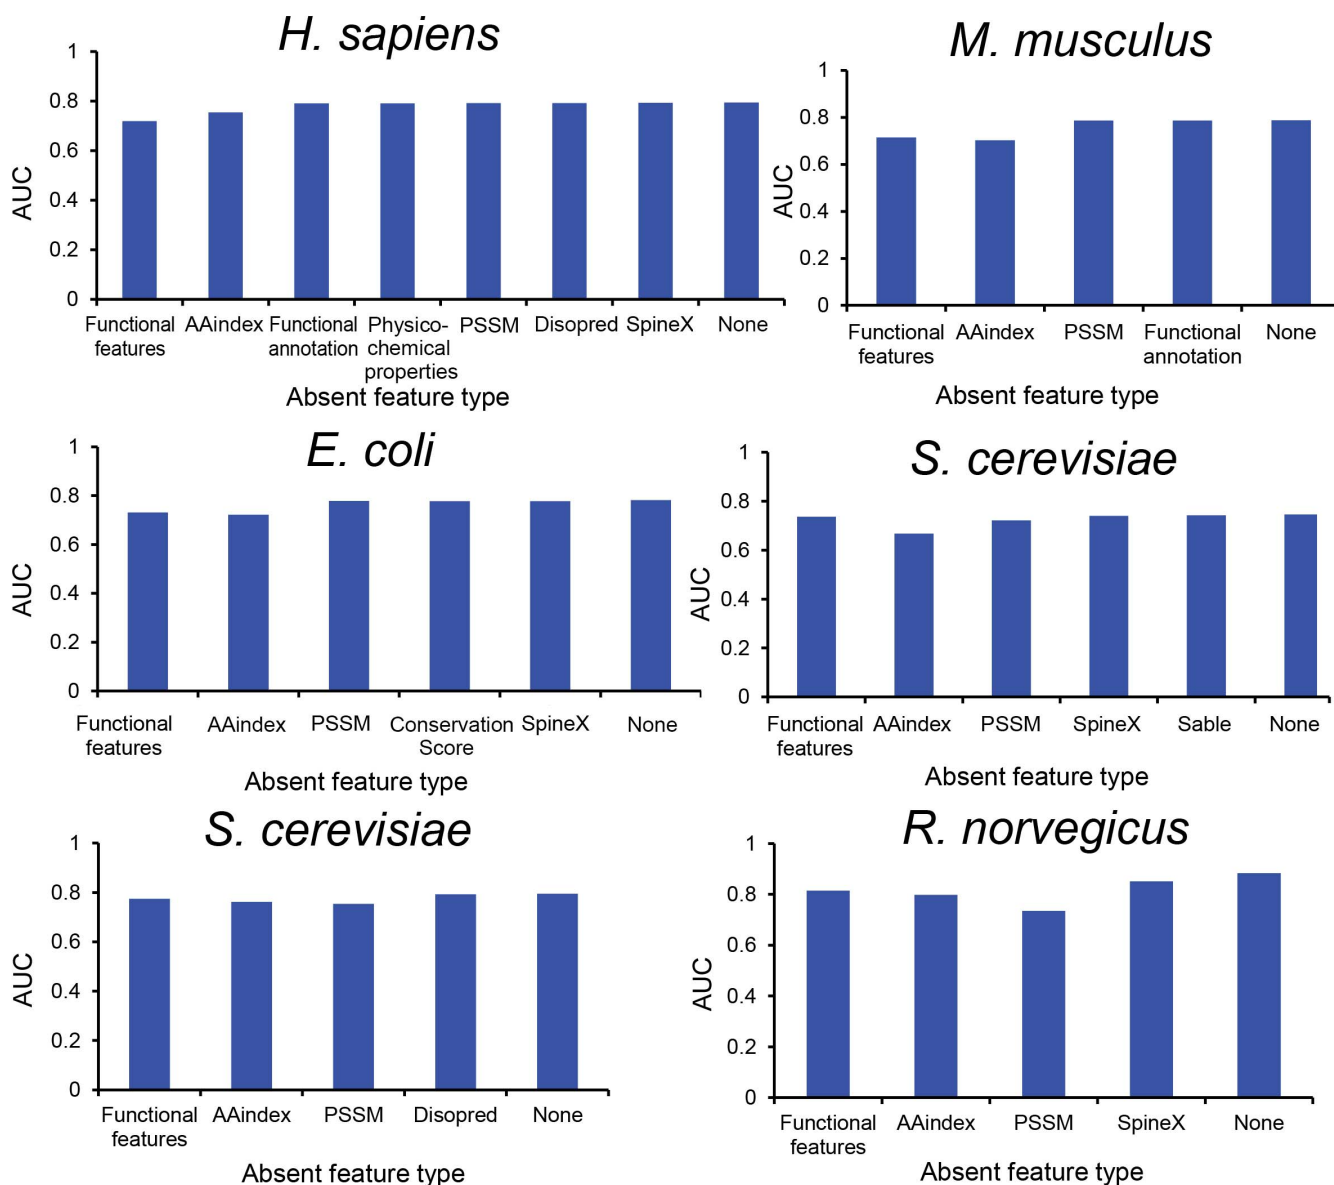 H. sapiens
1
0.8
0.6
0.4
0.2
0
AUC
Functional AAindex Functional Physico- PSSM Disopred SpineX None
features annotation chemical
properties
Absent feature type
M. musculus
1
0.8
0.6
0.4
0.2
0
AUC
Functional AAindex PSSM Functional None
features annotation
Absent feature type
E. coli
1
0.8
0.6
0.4
0.2
0
AUC
Functional AAindex PSSM Conservation SpineX None
features Score
Absent feature type
S. cerevisiae
1
0.8
0.6
0.4
0.2
0
AUC
Functional AAindex PSSM SpineX Sable None
features
Absent feature type
S. cerevisiae
1
0.8
0.6
0.4
0.2
0
AUC
Functional AAindex PSSM Disopred None
features
Absent feature type
R. norvegicus
1
0.8
0.6
0.4
0.2
0
AUC
Functional AAindex PSSM SpineX None
features
Absent feature type